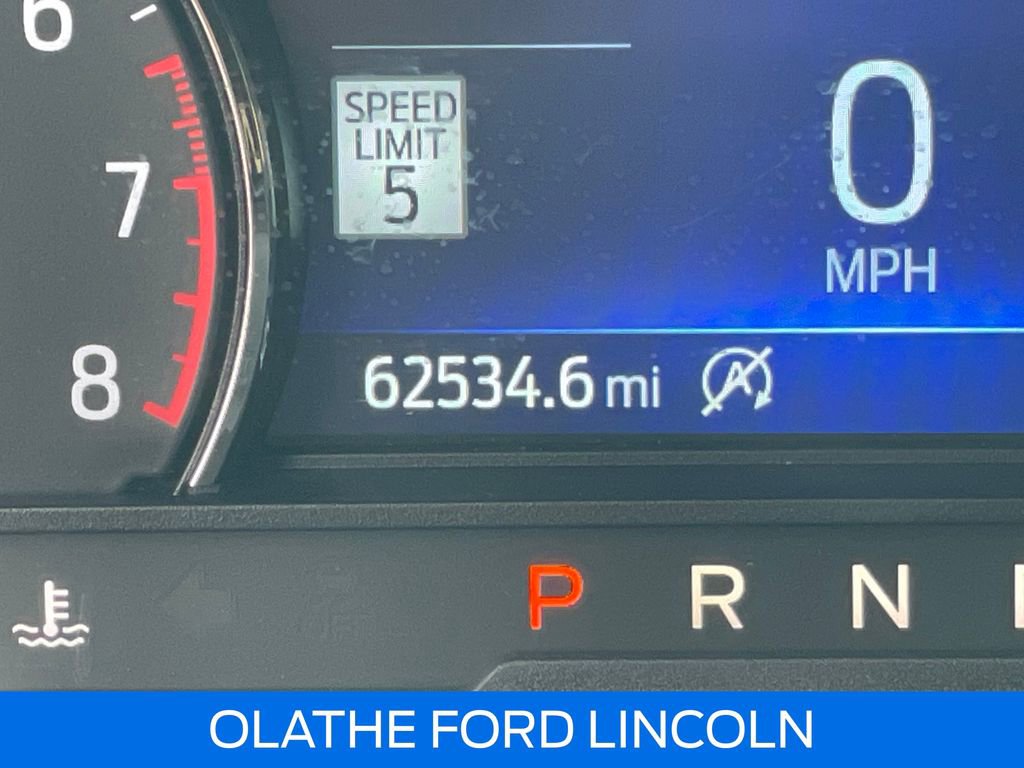 6
7
8
SPEED
LIMIT
5
0
MPH
62534.6 mi
A
P R N
OLATHE FORD LINCOLN